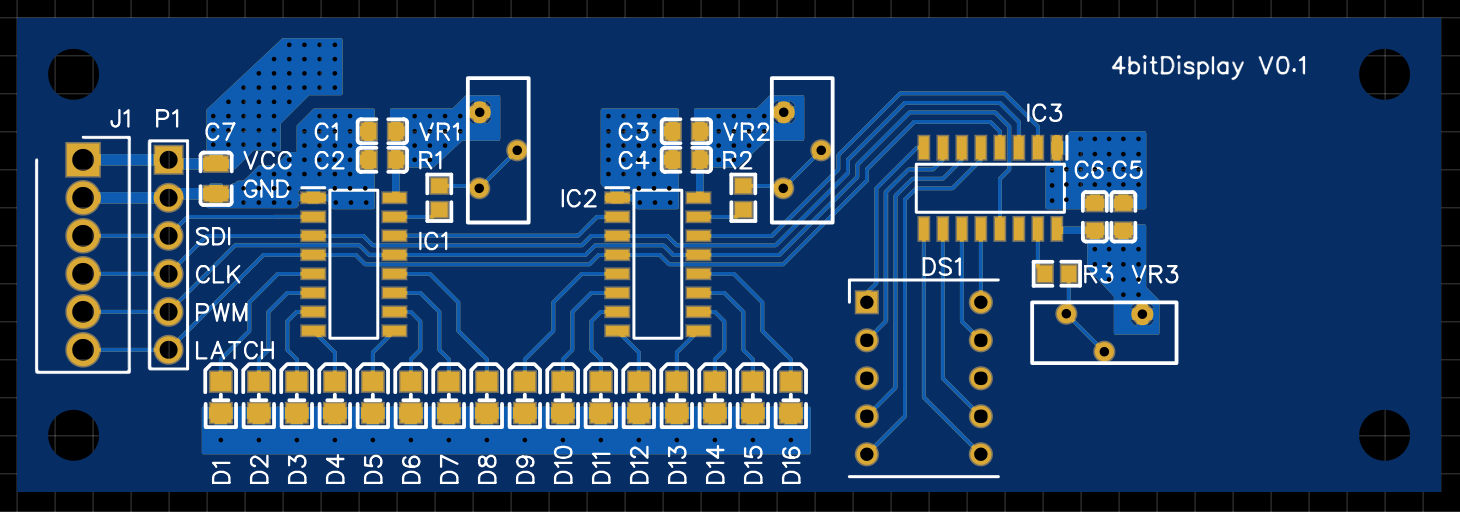 4bitDisplay V0.1
J1 P1
C7 C1 VR1 C3 VR2 IC3
VCC C2 R1 C4 R2 C6 C5
GND IC2
SDI IC1
CLK DS1 R3 VR3
PWM
LATCH
D1 D2 D3 D4 D5 D6 D7 D8 D9 D10 D11 D12 D13 D14 D15 D16